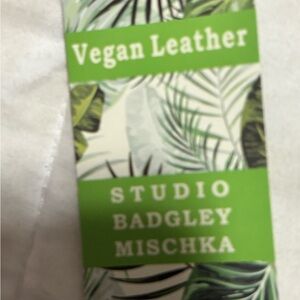 Vegan Leather
STUDIO
BADGLEY
MISCHKA